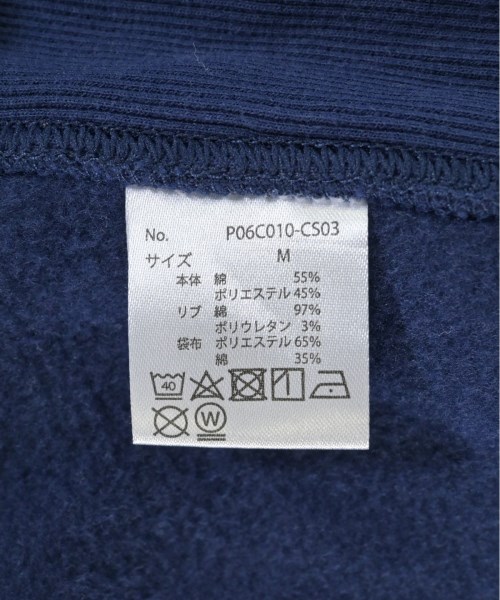 No. P06C010-CS03
サイズ M
本体 綿 55%
ポリエステル 45%
リブ 綿 97%
ポリウレタン 3%
袋布 ポリエステル 65%
綿 35%
40
W